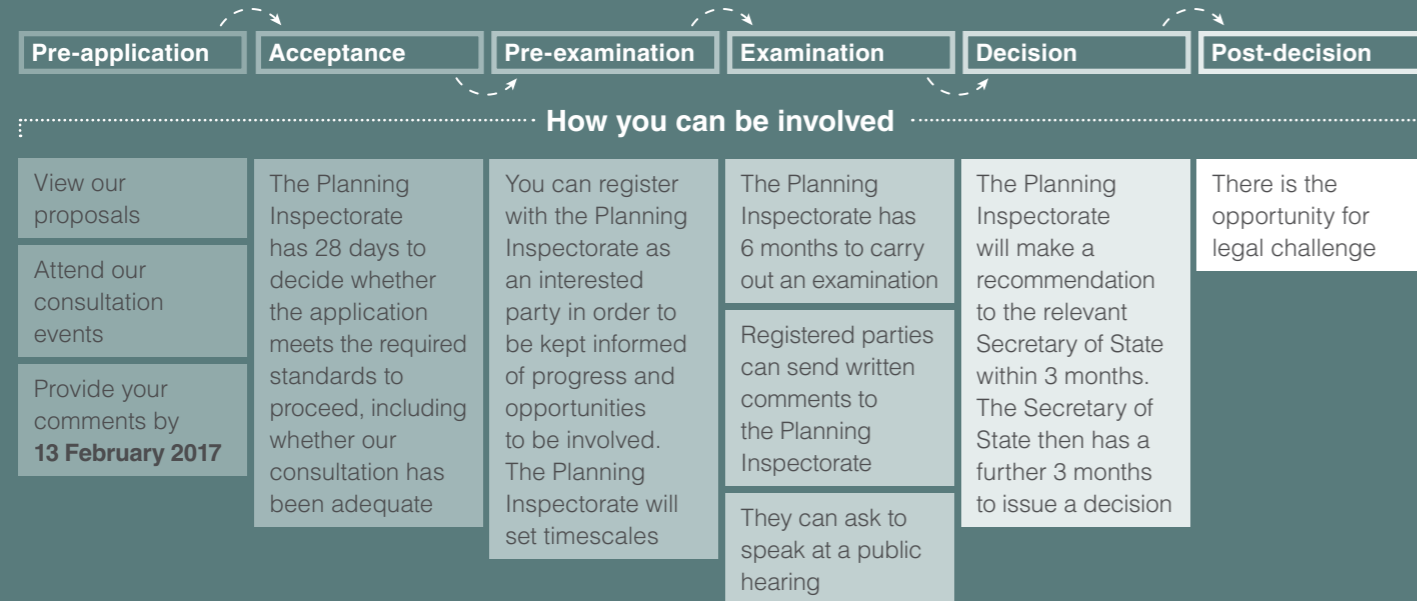 Pre-application
Acceptance
Pre-examination
Examination
Decision
Post-decision
How you can be involved
View our
proposals
Attend our
consultation
events
Provide your
comments by
13 February 2017
The Planning
Inspectorate
has 28 days to
decide whether
the application
meets the required
standards to
proceed, including
whether our
consultation has
been adequate
You can register
with the Planning
Inspectorate as
an interested
party in order to
be kept informed
of progress and
opportunities
to be involved.
The Planning
Inspectorate will
set timescales
The Planning
Inspectorate has
6 months to carry
out an examination
Registered parties
can send written
comments to
the Planning
Inspectorate
They can ask to
speak at a public
hearing
The Planning
Inspectorate
will make a
recommendation
to the relevant
Secretary of State
within 3 months.
The Secretary of
State then has a
further 3 months
to issue a decision
There is the
opportunity for
legal challenge